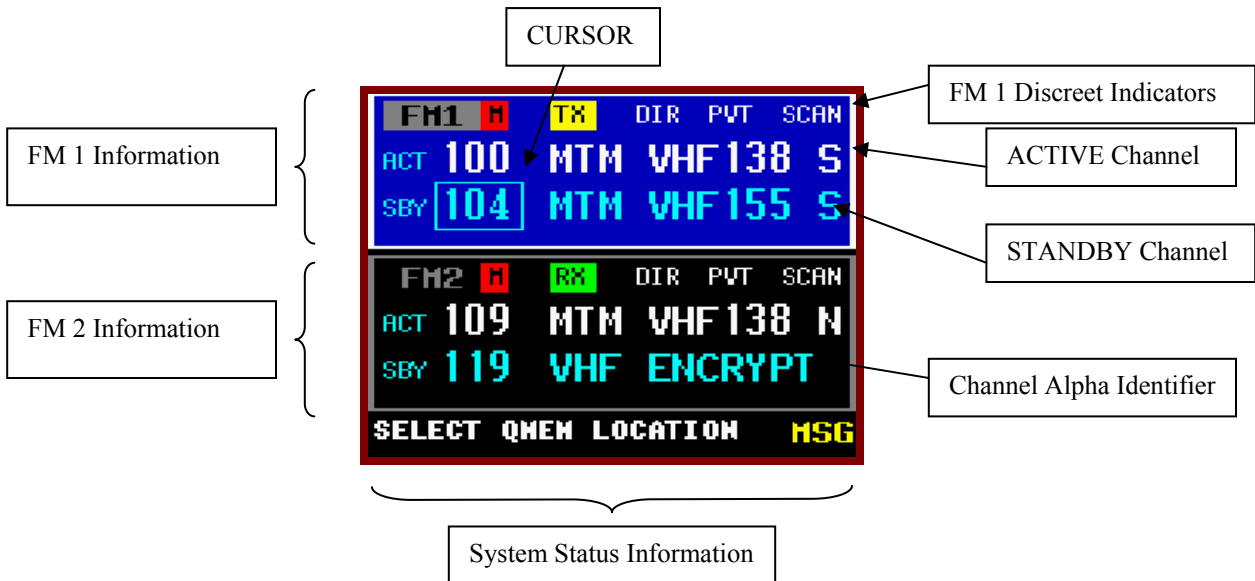 CURSOR
FM 1 Discreet Indicators
FM 1 Information
FM1 M TX DIR PVT SCAN
ACT 100 MTM VHF138 S
ACTIVE Channel
SBY 104 MTM VHF155 S
STANDBY Channel
FM 2 Information
FM2 M RX DIR PVT SCAN
ACT 109 MTM VHF138 N
SBY 119 VHF ENCRYPT
Channel Alpha Identifier
SELECT QMEM LOCATION MSG
System Status Information